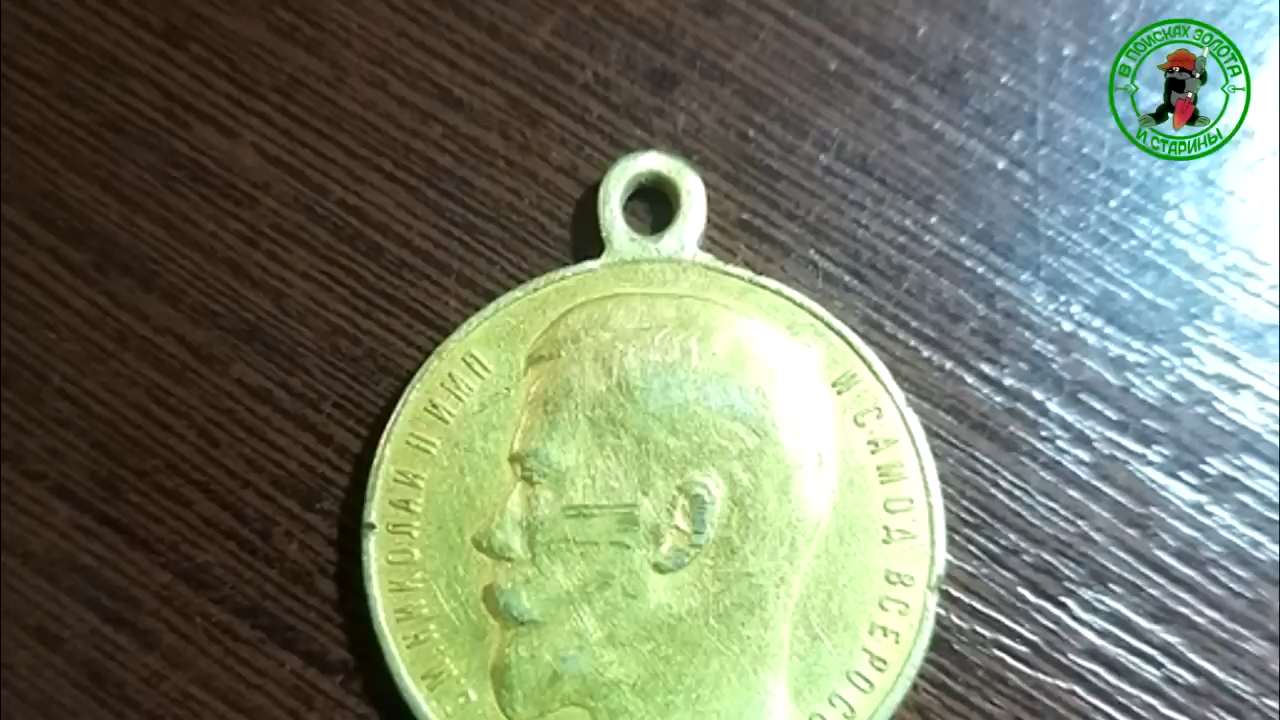 В ПОИСКАХ ЗОЛОТА
И СТАРИНЫ
Б.М. НИКОЛАЙ II ИМП
И САМОД ВСЕРОСС